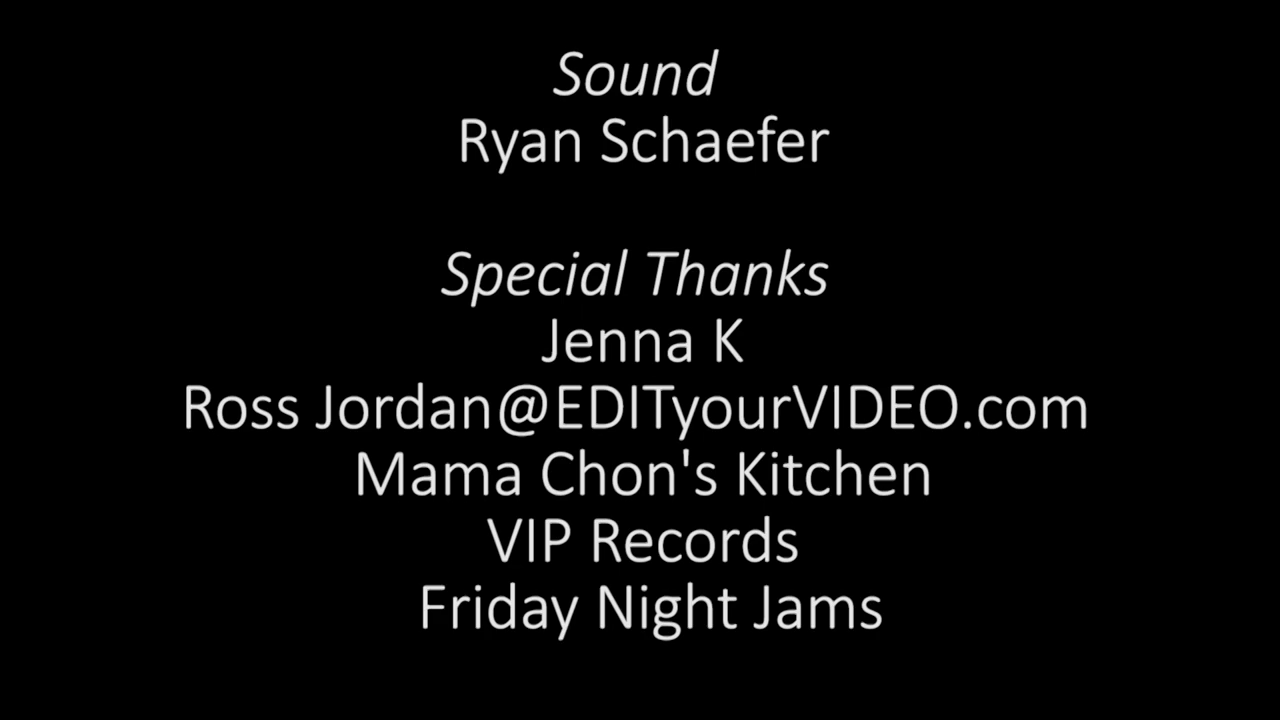 Sound
Ryan Schaefer
Special Thanks
Jenna K
Ross Jordan@EDITyourVIDEO.com
Mama Chon's Kitchen
VIP Records
Friday Night Jams